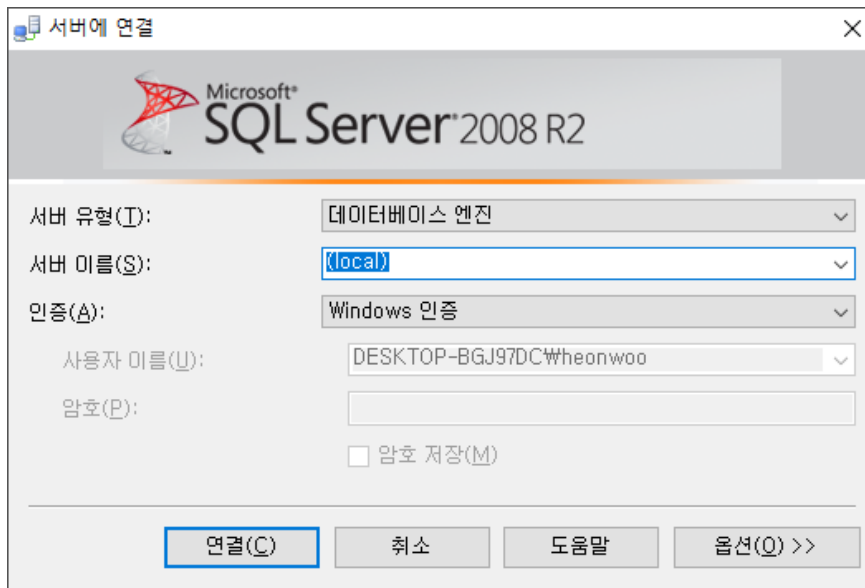 서버에 연결
Microsoft®
SQL Server® 2008 R2
서버 유형(T):
데이터베이스 엔진
서버 이름(S):
(local)
인증(A):
Windows 인증
사용자 이름(U):
DESKTOP-BGJ97DC₩heonwoo
암호(P):
암호 저장(M)
연결(C)
취소
도움말
옵션(O) >>